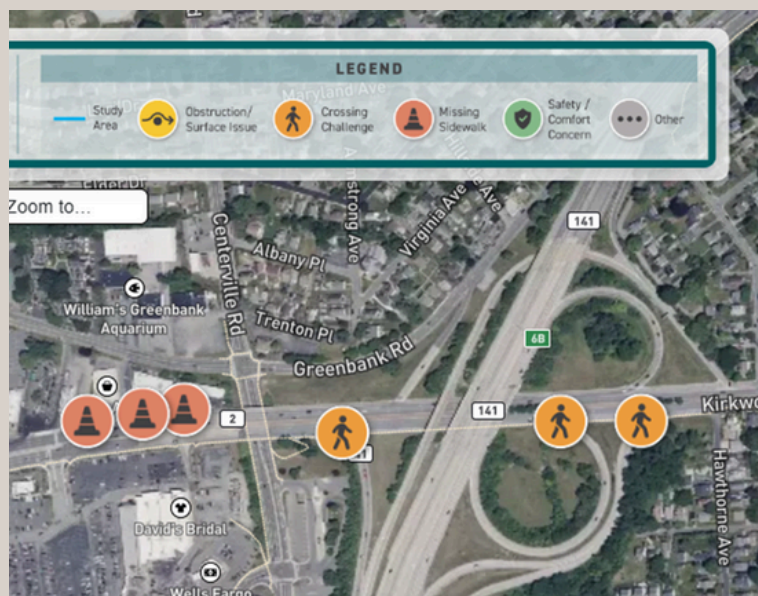 LEGEND
Study
Area
Obstruction/
Surface Issue
Crossing
Challenge
Missing
Sidewalk
Safety /
Comfort
Concern
Other
Maryland Ave
Elder Dr
Zoom to...
Armstrong Ave
Virginia Ave
141
Centerville Rd
Albany Pl
William's Greenbank
Aquarium
Trenton Pl
Greenbank Rd
6B
2
141
Kirkwo
Hawthorne Ave
David's Bridal
Wells Fargo